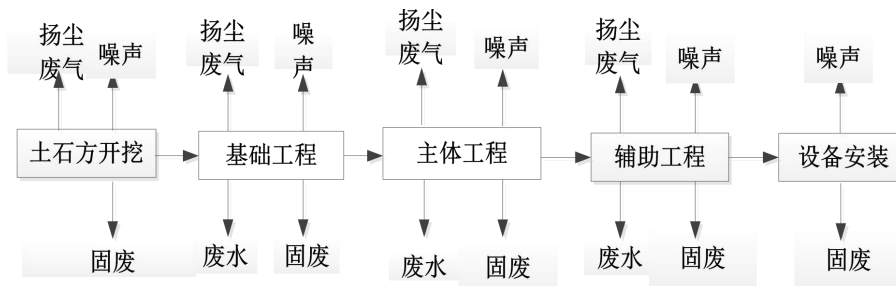 扬尘
废气
噪声
扬尘
废气
噪
声
扬尘
废气
噪声
扬尘
废气
噪声
噪声
土石方开挖
基础工程
主体工程
辅助工程
设备安装
固废
废水
固废
废水
固废
废水
固废
固废